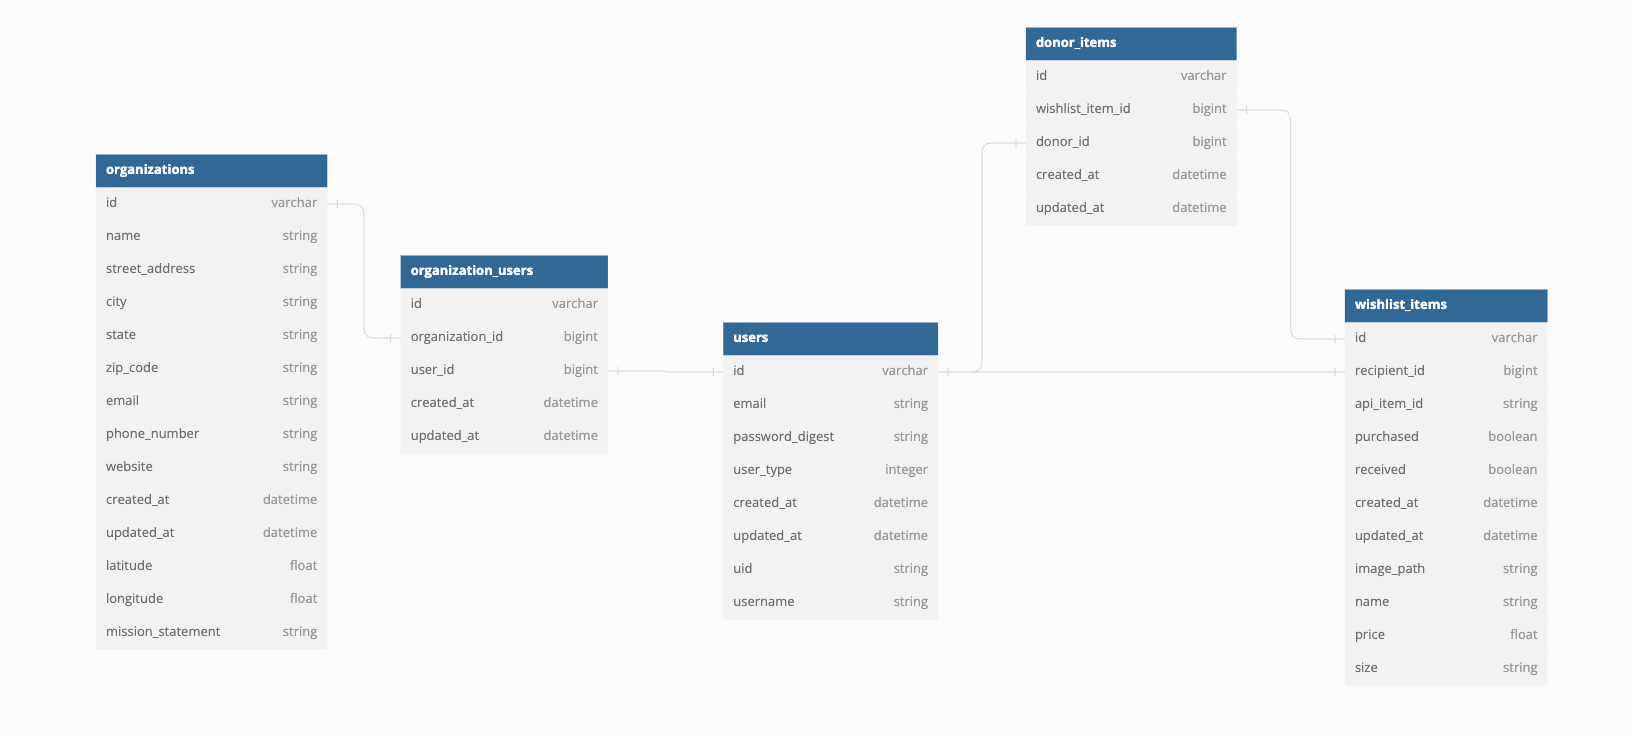 organizations
id varchar
name string
street_address string
city string
state string
zip_code string
email string
phone_number string
website string
created_at datetime
updated_at datetime
latitude float
longitude float
mission_statement string
organization_users
id varchar
organization_id bigint
user_id bigint
created_at datetime
updated_at datetime
users
id varchar
email string
password_digest string
user_type integer
created_at datetime
updated_at datetime
uid string
username string
donor_items
id varchar
wishlist_item_id bigint
donor_id bigint
created_at datetime
updated_at datetime
wishlist_items
id varchar
recipient_id bigint
api_item_id string
purchased boolean
received boolean
created_at datetime
updated_at datetime
image_path string
name string
price float
size string